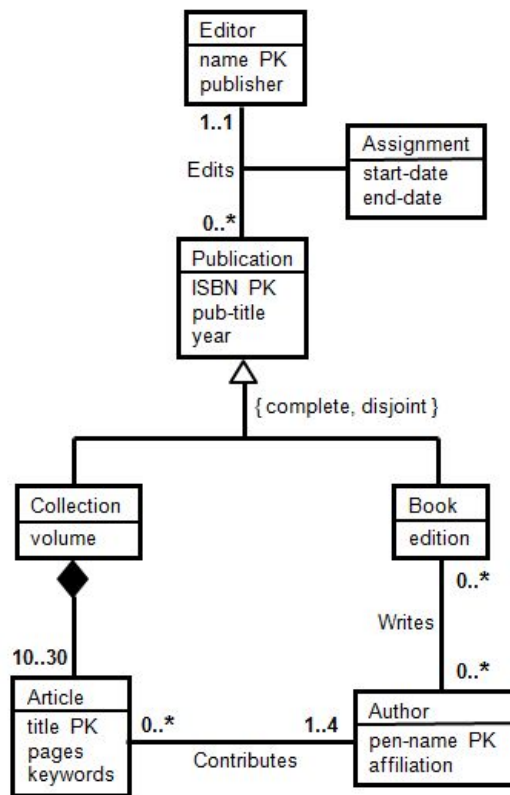 Editor
name PK
publisher
1..1
Edits
Assignment
start-date
end-date
0..*
Publication
ISBN PK
pub-title
year
{ complete, disjoint }
Collection
volume
Book
edition
0..*
Writes
10..30
0..*
Article
title PK
pages
keywords
0..*
1..4
Contributes
Author
pen-name PK
affiliation